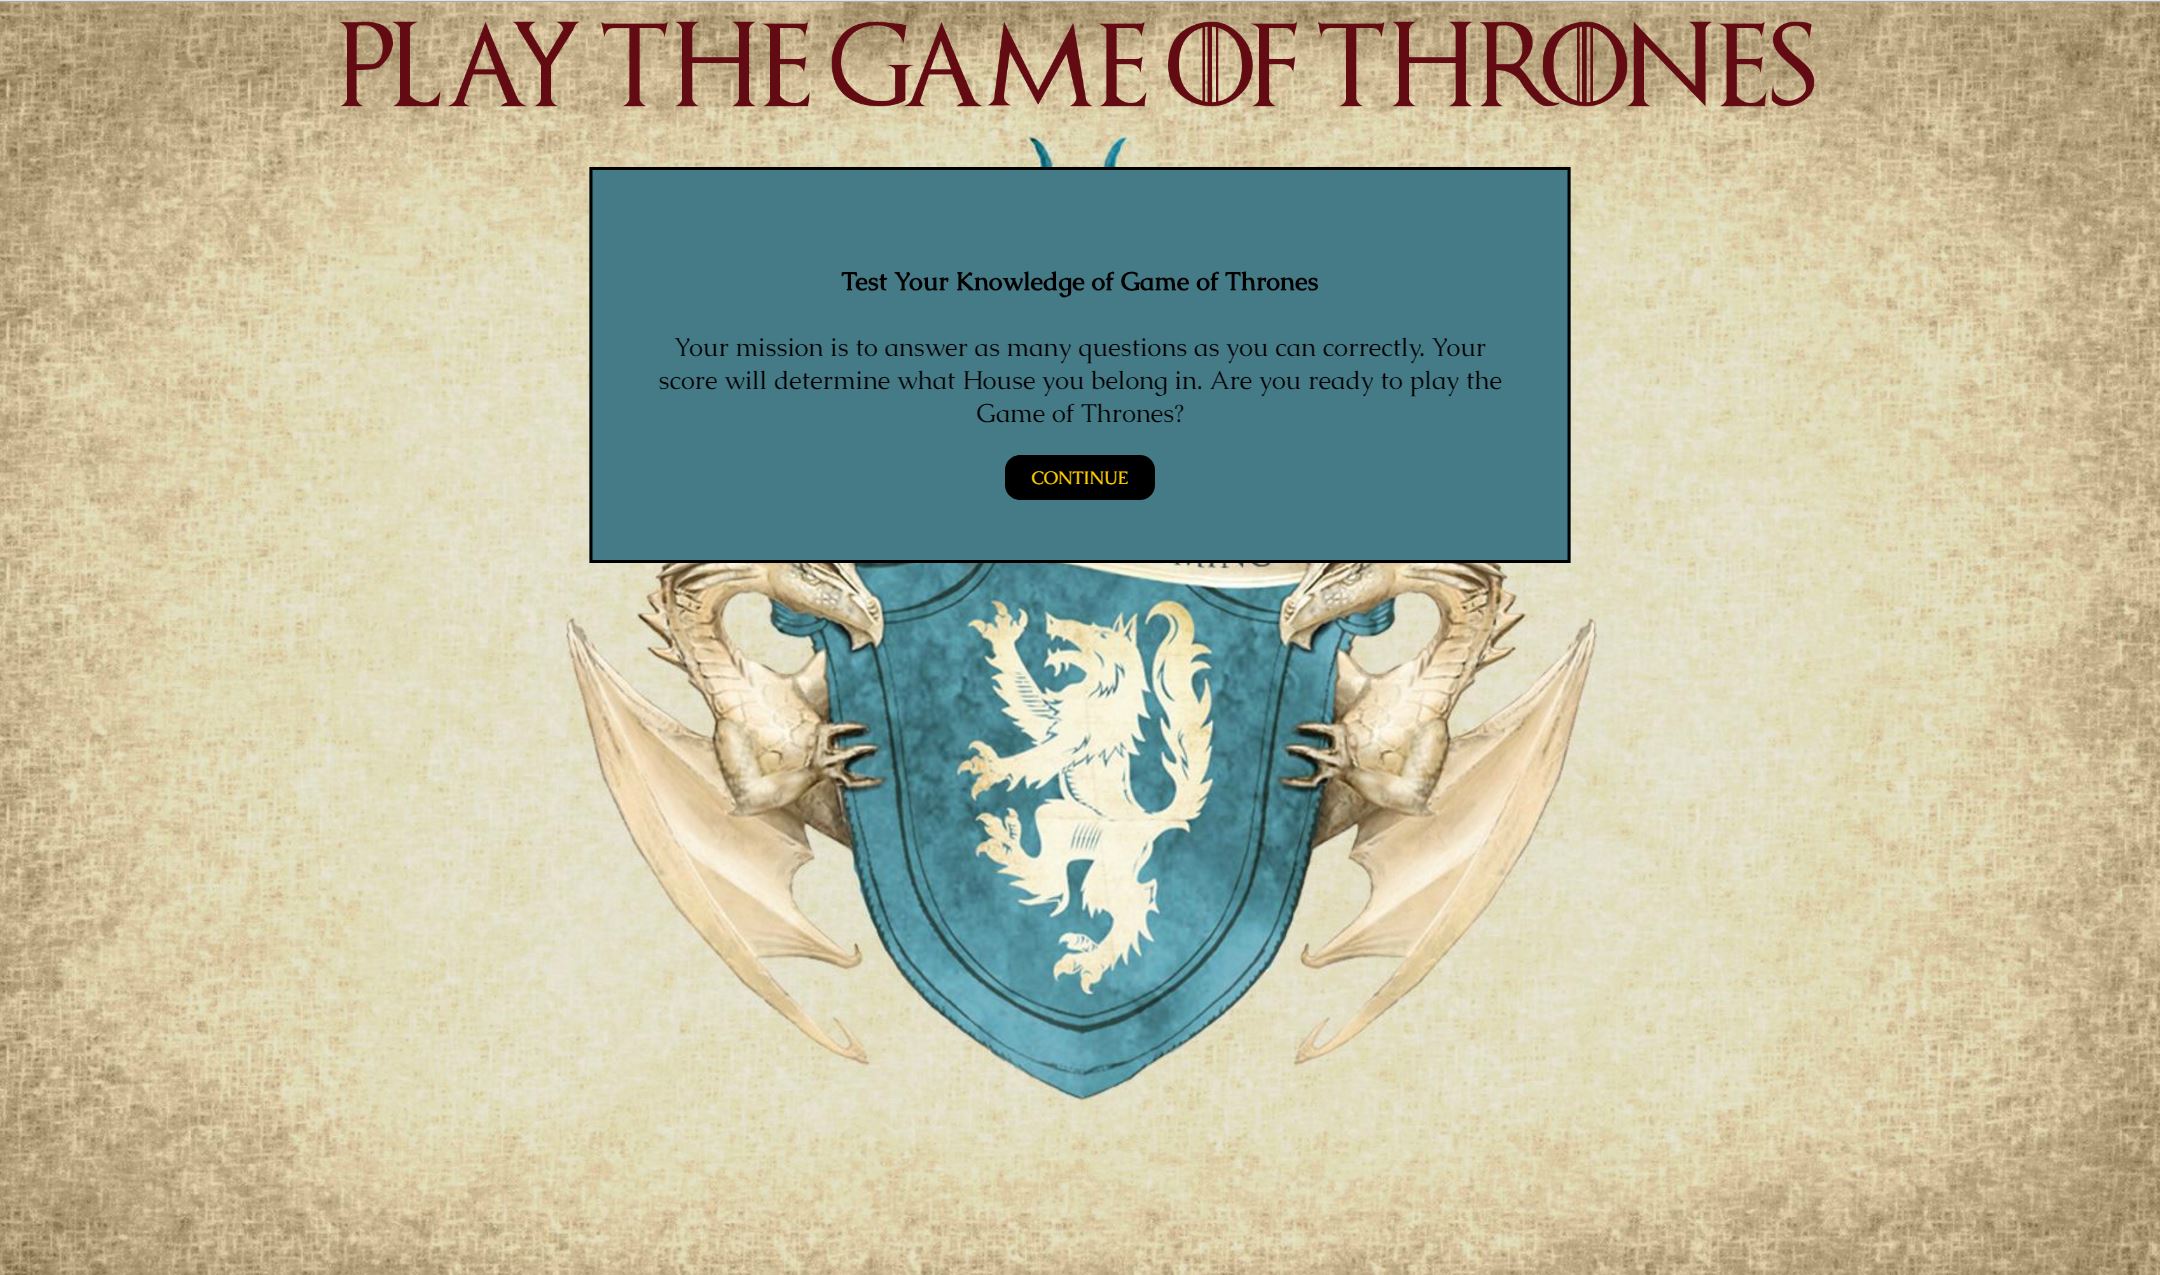 PLAY THE GAME OF THRONES
Test Your Knowledge of Game of Thrones
Your mission is to answer as many questions as you can correctly. Your
score will determine what House you belong in. Are you ready to play the
Game of Thrones?
CONTINUE